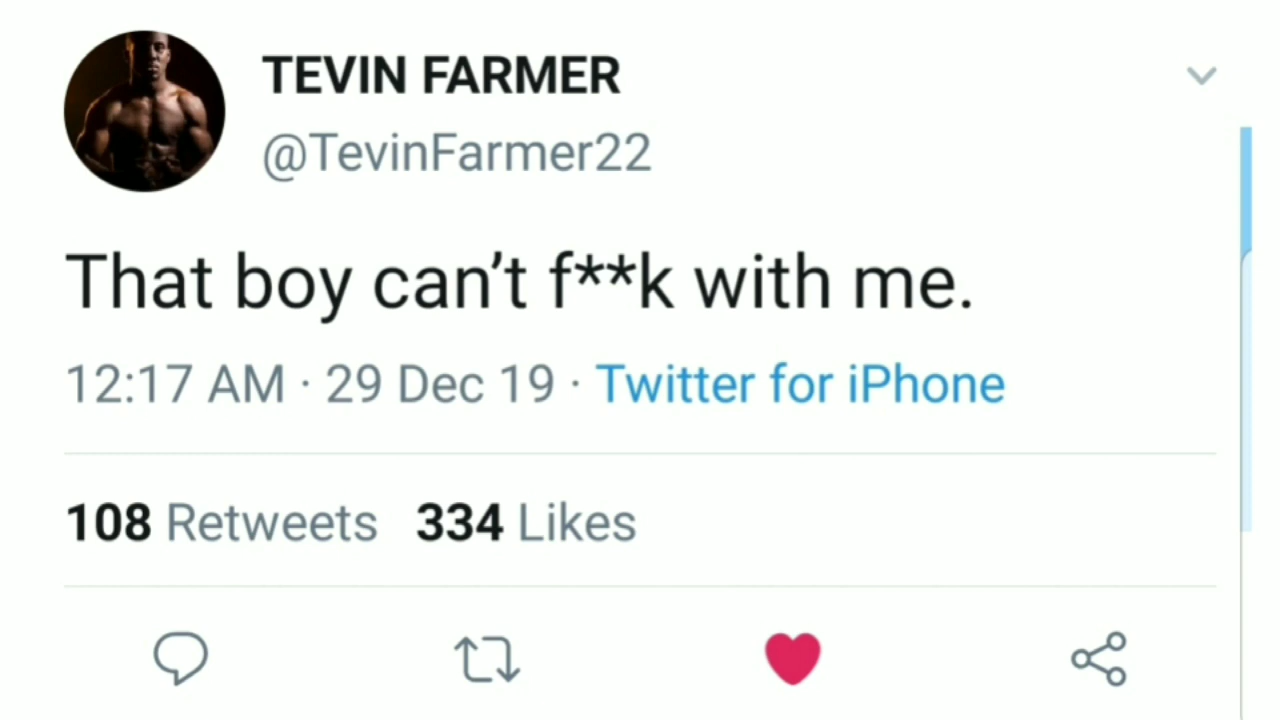 TEVIN FARMER
@TevinFarmer22
That boy can’t f**k with me.
12:17 AM · 29 Dec 19 · Twitter for iPhone
108 Retweets 334 Likes